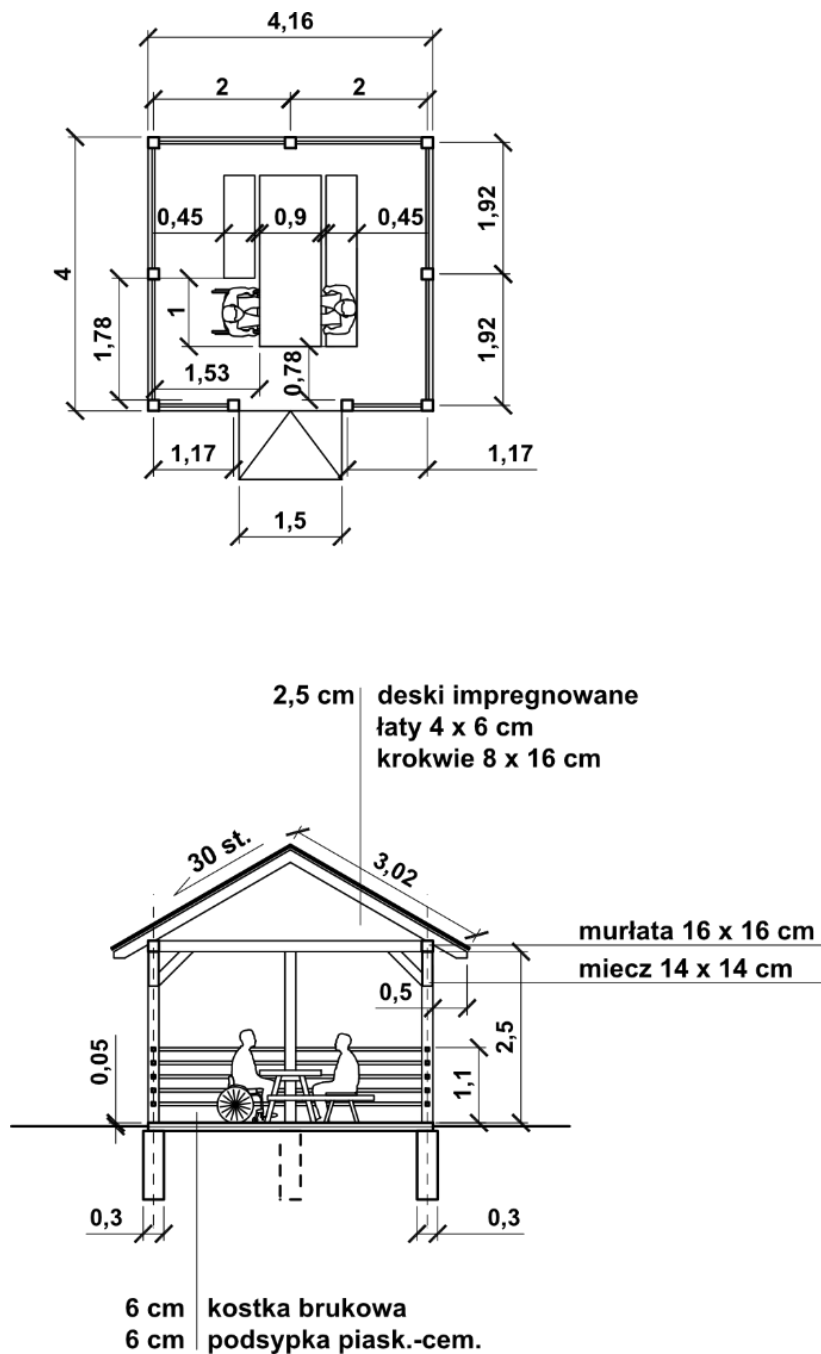 4,16
2
2
0,45
0,9
0,45
1,92
4
1,78
1
1,92
1,53
0,78
1,17
1,17
1,5
2,5 cm deski impregnowane
łaty 4 x 6 cm
krokwie 8 x 16 cm
30 st.
3,02
murłata 16 x 16 cm
miecz 14 x 14 cm
0,5
2,5
0,05
1,1
0,3
0,3
6 cm kostka brukowa
6 cm podsypka piask.-cem.